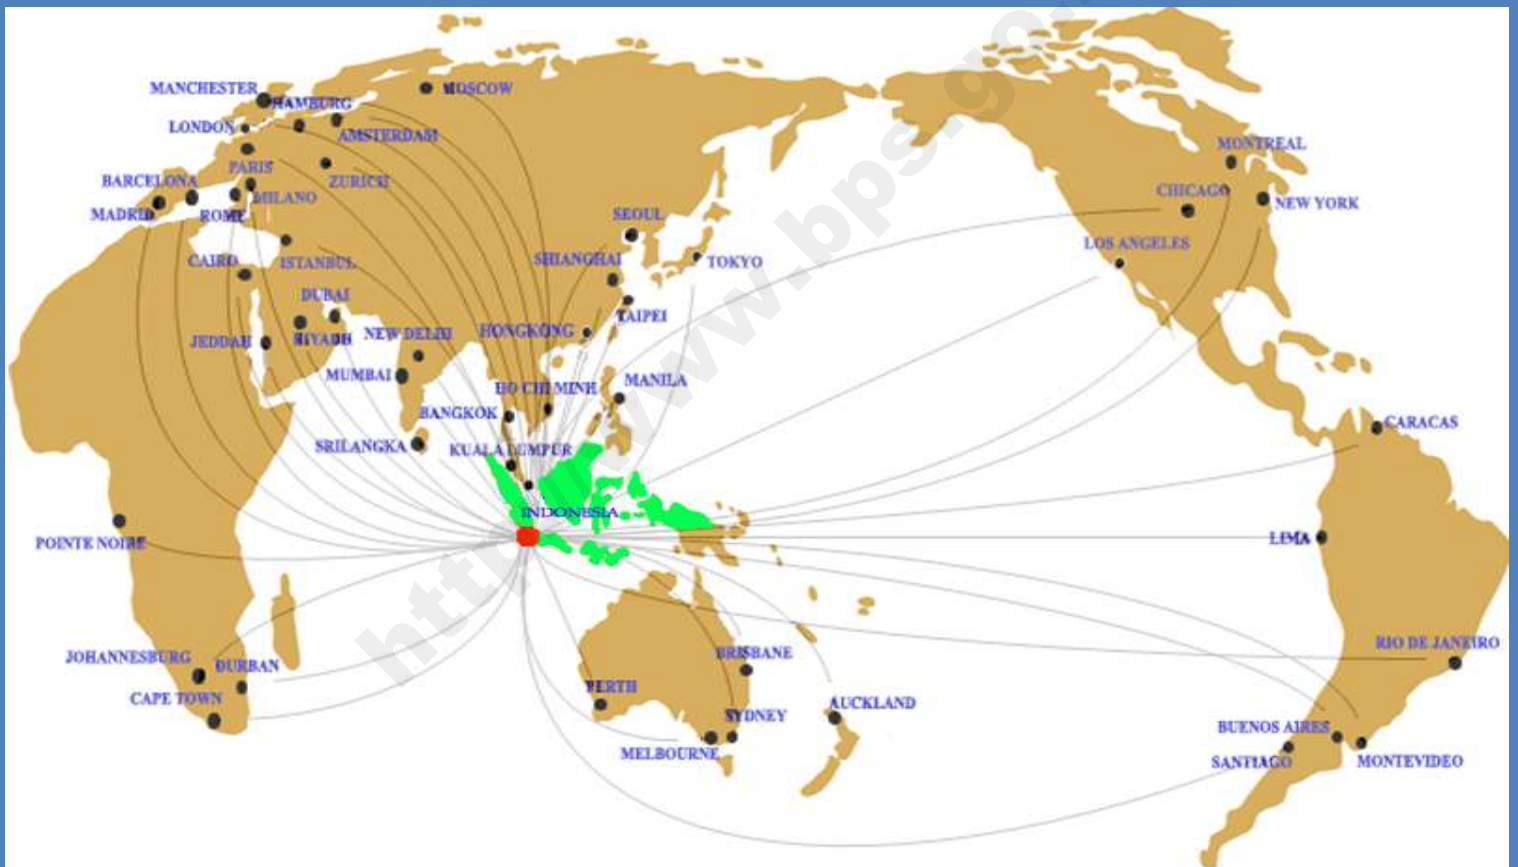 MANCHESTER
MOSCOW
HAMBURG
LONDON
AMSTERDAM
MONTREAL
PARIS
BARCELONA
ZURICH
CHICAGO
MILANO
NEW YORK
MADRID
ROME
SEOUL
LOS ANGELES
CAIRO
ISTANBUL
SHIANGHAI
TOKYO
DUBAI
TAIPEI
JEDDAH
RIYADH
NEW DELHI
HONGKONG
MUMBAI
HO CHI MINH
MANILA
BANGKOK
CARACAS
SRILANGKA
KUALA LUMPUR
INDONESIA
POINTE NOIRE
LIMA
RIO DE JANEIRO
JOHANNESBURG
DURBAN
BRISBANE
CAPE TOWN
PERTH
AUCKLAND
SYDNEY
BUENOS AIRES
MELBOURNE
SANTIAGO
MONTEVIDEO